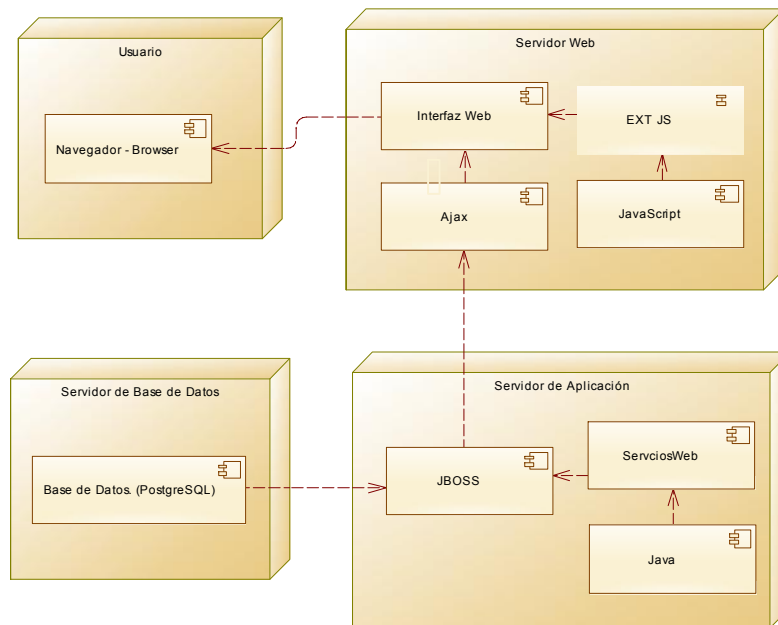 Usuario
Navegador - Browser
Servidor Web
Interfaz Web
EXT JS
Ajax
JavaScript
Servidor de Base de Datos
Base de Datos. (PostgreSQL)
Servidor de Aplicación
JBOSS
ServciosWeb
Java